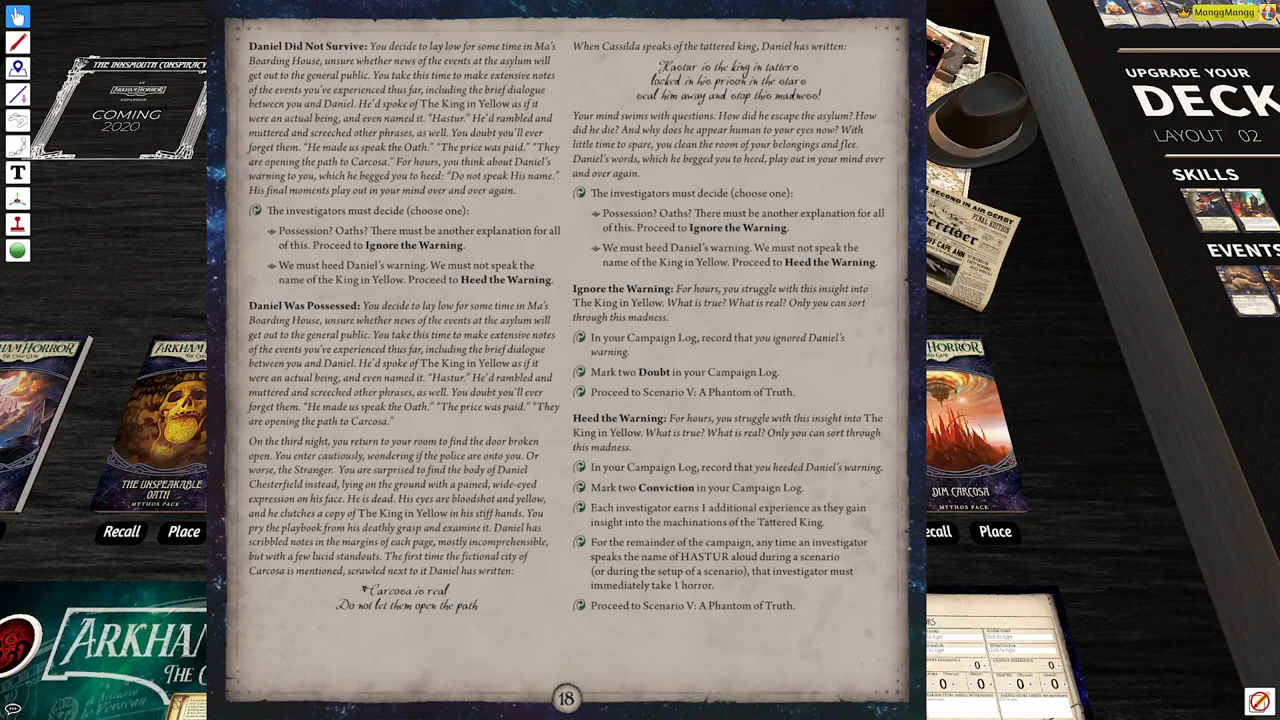 Daniel Did Not Survive: You decide to lay low for some time in Ma's
Boarding House, unsure whether news of the events at the asylum will
get out to the general public. You take this time to make extensive notes
of the events you've experienced thus far, including the brief dialogue
between you and Daniel. He'd spoke of The King in Yellow as if it
were an actual being, and even named it. "Hastur." He'd rambled and
muttered and screeched other phrases, as well. You doubt you'll ever
forget them. "He made us speak the Oath." "The price was paid." "They
are opening the path to Carcosa." For hours, you think about Daniel's
warning to you, which he begged you to heed: "Do not speak His name."
His final moments play out in your mind over and over again.
The investigators must decide (choose one):
Possession? Oaths? There must be another explanation for all
of this. Proceed to Ignore the Warning.
We must heed Daniel's warning. We must not speak the
name of the King in Yellow. Proceed to Heed the Warning.
Daniel Was Possessed: You decide to lay low for some time in Ma's
Boarding House, unsure whether news of the events at the asylum will
get out to the general public. You take this time to make extensive notes
of the events you've experienced thus far, including the brief dialogue
between you and Daniel. He'd spoke of The King in Yellow as if it
were an actual being, and even named it. "Hastur." He'd rambled and
muttered and screeched other phrases, as well. You doubt you'll ever
forget them. "He made us speak the Oath." "The price was paid." "They
are opening the path to Carcosa."
On the third night, you return to your room to find the door broken
open. You enter cautiously, wondering if the police are onto you. Or
worse, the Stranger. You are surprised to find the body of Daniel
Chesterfield instead, lying on the ground with a pained, wide-eyed
expression on his face. He is dead. His eyes are bloodshot and yellow,
and he clutches a copy of The King in Yellow in his stiff hands. You
pry the playbook from his deathly grasp and examine it. Daniel has
scribbled notes in the margins of each page, mostly incomprehensible,
but with a few lucid standouts. The first time the fictional city of
Carcosa is mentioned, scrawled next to it Daniel has written:
*Carcosa is real
Do not let them open the path
When Cassilda speaks of the tattered king, Daniel has written:
Hastur is the king in tatters
locked in his prison in the stars
seal him away and stop this madness!
Your mind swims with questions. How did he escape the asylum? How
did he die? And why does he appear human to your eyes now? With
little time to spare, you clean the room of your belongings and flee.
Daniel's words, which he begged you to heed, play out in your mind over
and over again.
The investigators must decide (choose one):
Possession? Oaths? There must be another explanation for all
of this. Proceed to Ignore the Warning.
We must heed Daniel's warning. We must not speak the
name of the King in Yellow. Proceed to Heed the Warning.
Ignore the Warning: For hours, you struggle with this insight into
The King in Yellow. What is true? What is real? Only you can sort
through this madness.
In your Campaign Log, record that you ignored Daniel's
warning.
Mark two Doubt in your Campaign Log.
Proceed to Scenario V: A Phantom of Truth.
Heed the Warning: For hours, you struggle with this insight into The
King in Yellow. What is true? What is real? Only you can sort through
this madness.
In your Campaign Log, record that you heeded Daniel's warning.
Mark two Conviction in your Campaign Log.
Each investigator earns 1 additional experience as they gain
insight into the machinations of the Tattered King.
For the remainder of the campaign, any time an investigator
speaks the name of HASTUR aloud during a scenario
(or during the setup of a scenario), that investigator must
immediately take 1 horror.
Proceed to Scenario V: A Phantom of Truth.
18
THE INNSMOUTH CONSPIRACY
AN
ARKHAM HORROR
EXPANSION
COMING
2020
T
MangMangg
UPGRADE YOUR
DECK
LAYOUT 02
SKILLS
EVENTS
SECOND IN AIR DERBY
FINAL EDITION
OFF CAPE ANN
ARKHAM HORROR
THE UNSPEAKABLE
OATH
MYTHOS PACK
DIM CARCOSA
MYTHOS PACK
Recall
Place
Place
ARKHAM